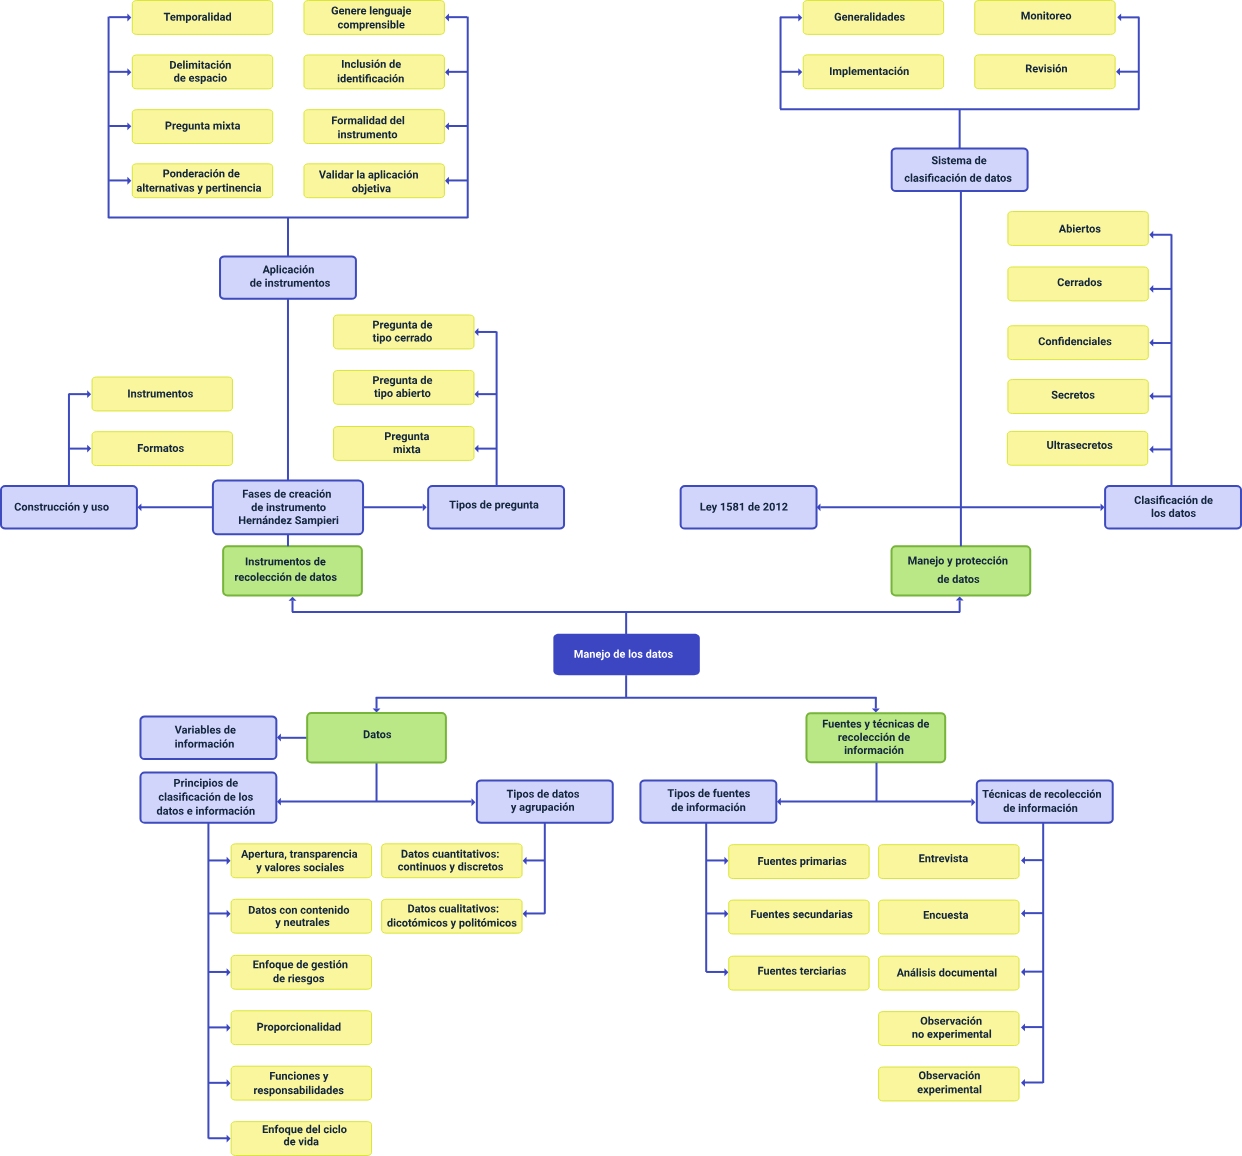 Temporalidad
Genere lenguaje
comprensible
Delimitación
de espacio
Inclusión de
identificación
Pregunta mixta
Formalidad del
instrumento
Ponderación de
alternativas y pertinencia
Validar la aplicación
objetiva
Aplicación
de instrumentos
Pregunta de
tipo cerrado
Pregunta de
tipo abierto
Pregunta
mixta
Instrumentos
Formatos
Construcción y uso
Fases de creación
de instrumento
Hernández Sampieri
Tipos de pregunta
Instrumentos de
recolección de datos
Generalidades
Monitoreo
Implementación
Revisión
Sistema de
clasificación de datos
Abiertos
Cerrados
Confidenciales
Secretos
Ultrasecretos
Ley 1581 de 2012
Clasificación de
los datos
Manejo y protección
de datos
Manejo de los datos
Variables de
información
Datos
Principios de
clasificación de los
datos e información
Tipos de datos
y agrupación
Apertura, transparencia
y valores sociales
Datos con contenido
y neutrales
Enfoque de gestión
de riesgos
Proporcionalidad
Funciones y
responsabilidades
Enfoque del ciclo
de vida
Datos cuantitativos:
continuos y discretos
Datos cualitativos:
dicotómicos y politómicos
Fuentes y técnicas de
recolección de
información
Tipos de fuentes
de información
Técnicas de recolección
de información
Fuentes primarias
Fuentes secundarias
Fuentes terciarias
Entrevista
Encuesta
Análisis documental
Observación
no experimental
Observación
experimental